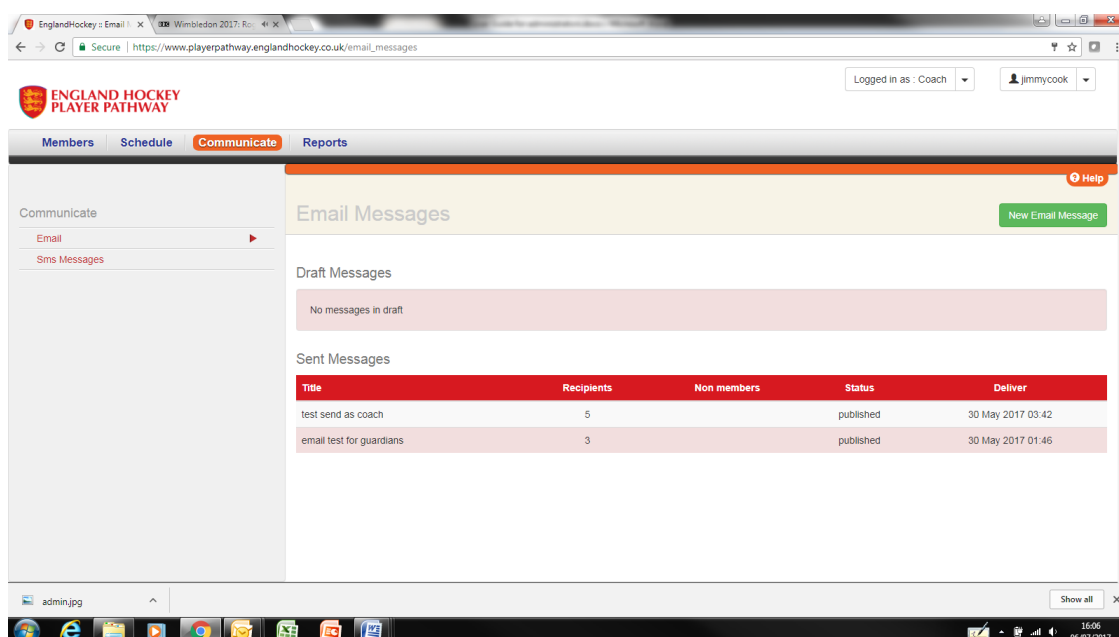 EnglandHockey :: Email
Wimbledon 2017: Ro
Secure | https://www.playerpathway.englandhockey.co.uk/email_messages
ENGLAND HOCKEY
PLAYER PATHWAY
Logged in as : Coach
jimmycook
Members Schedule Communicate Reports
Help
Communicate
Email
Sms Messages
Email Messages
New Email Message
Draft Messages
No messages in draft
Sent Messages
Title Recipients Non members Status Deliver
test send as coach 5 published 30 May 2017 03:42
email test for guardians 3 published 30 May 2017 01:46
admin.jpg
Show all
16:06
06/07/2017